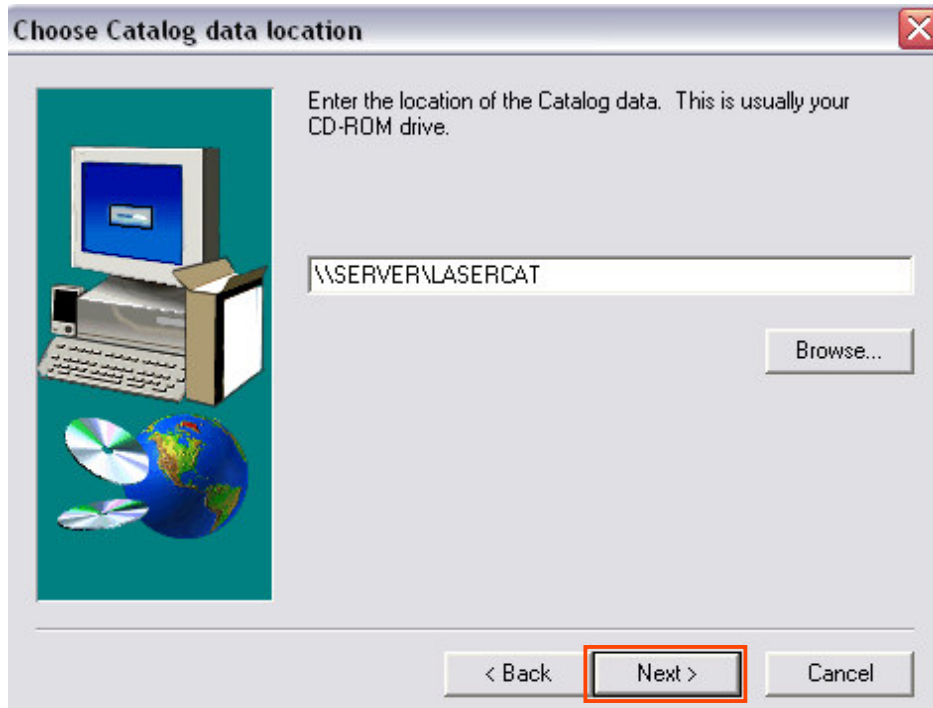 Choose Catalog data location
Enter the location of the Catalog data.  This is usually your
CD-ROM drive.
\\SERVER\LASERCAT
Browse...
< Back
Next >
Cancel